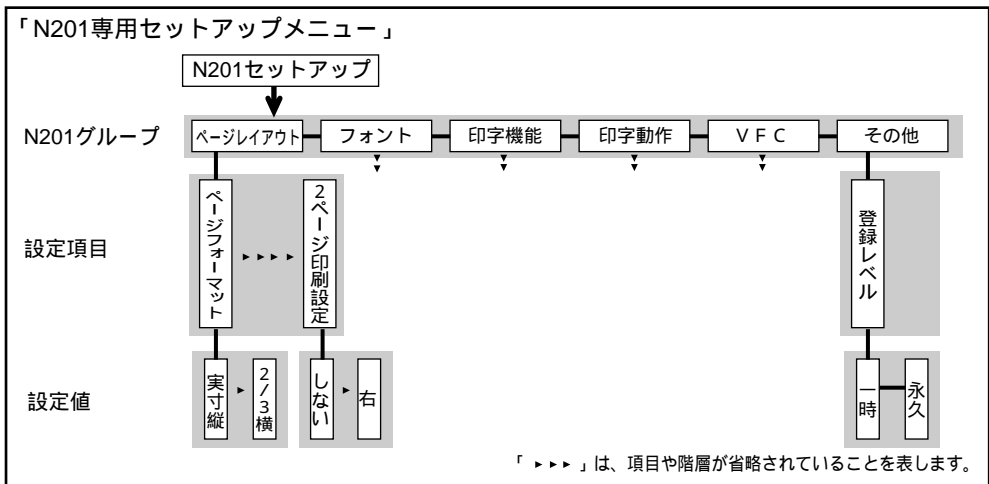 「N201専用セットアップメニュー」
N201セットアップ
N201グループ
ページレイアウト
フォント
印字機能
印字動作
VFC
その他
設定項目
ページフォーマット
2ページ印刷設定
登録レベル
設定値
実寸縦
2/3横
しない
右
一時
永久
「 ▸▸▸ 」は、項目や階層が省略されていることを表します。